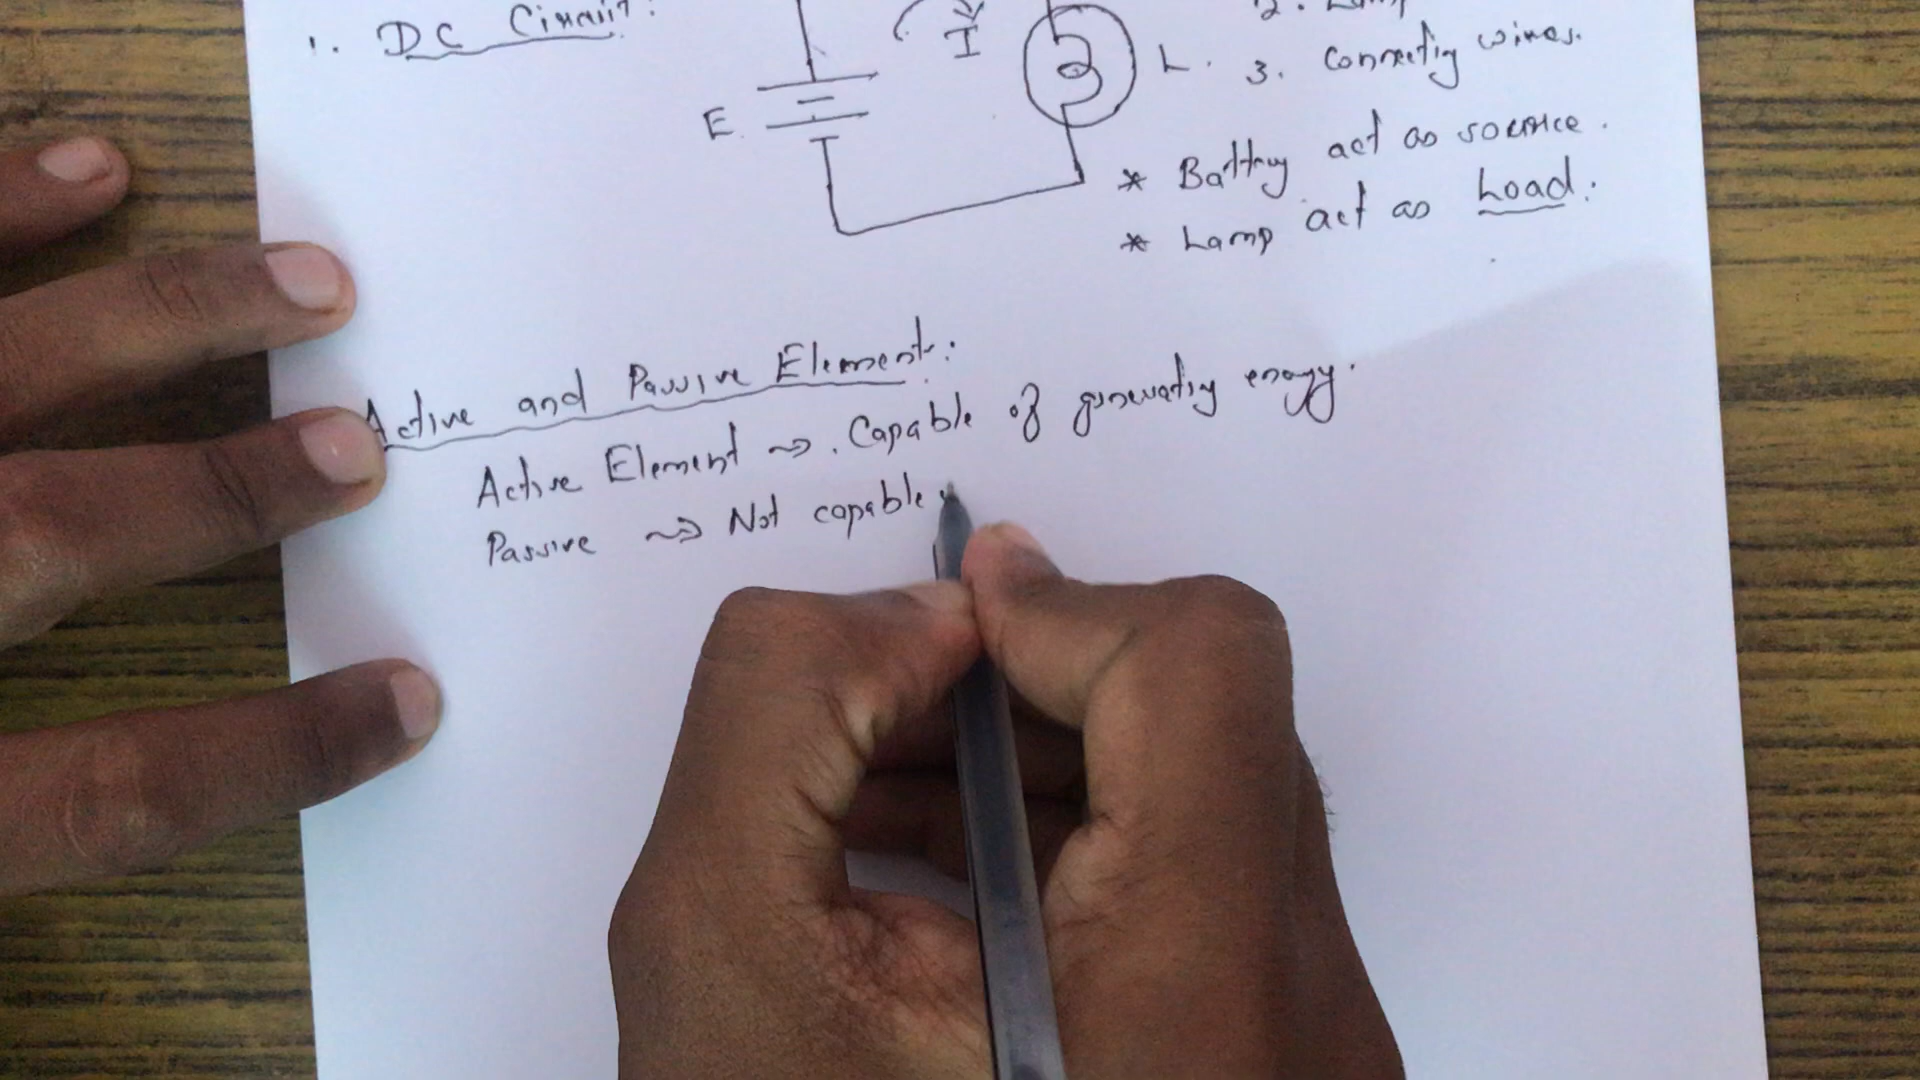 1. DC Circuit:
E
I
L.
3. Connecting wires.
* Battery act as source.
* Lamp act as Load.
Active and Passive Element:
Active Element → Capable of generating energy.
Passive → Not capable